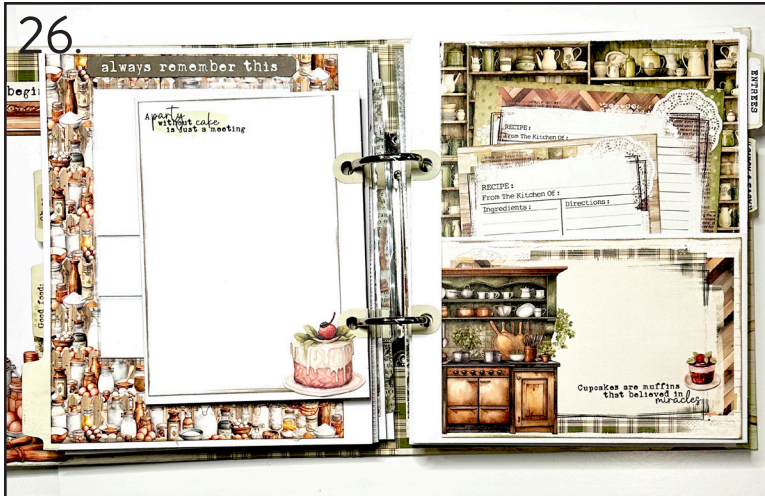 26.
always remember this
begin
A party
without cake
is just a meeting
Good food:
RECIPE:
From The Kitchen Of:
RECIPE:
From The Kitchen Of:
Ingredients:
Directions:
ENTREES
Cupcakes are muffins
that believed in
miracles